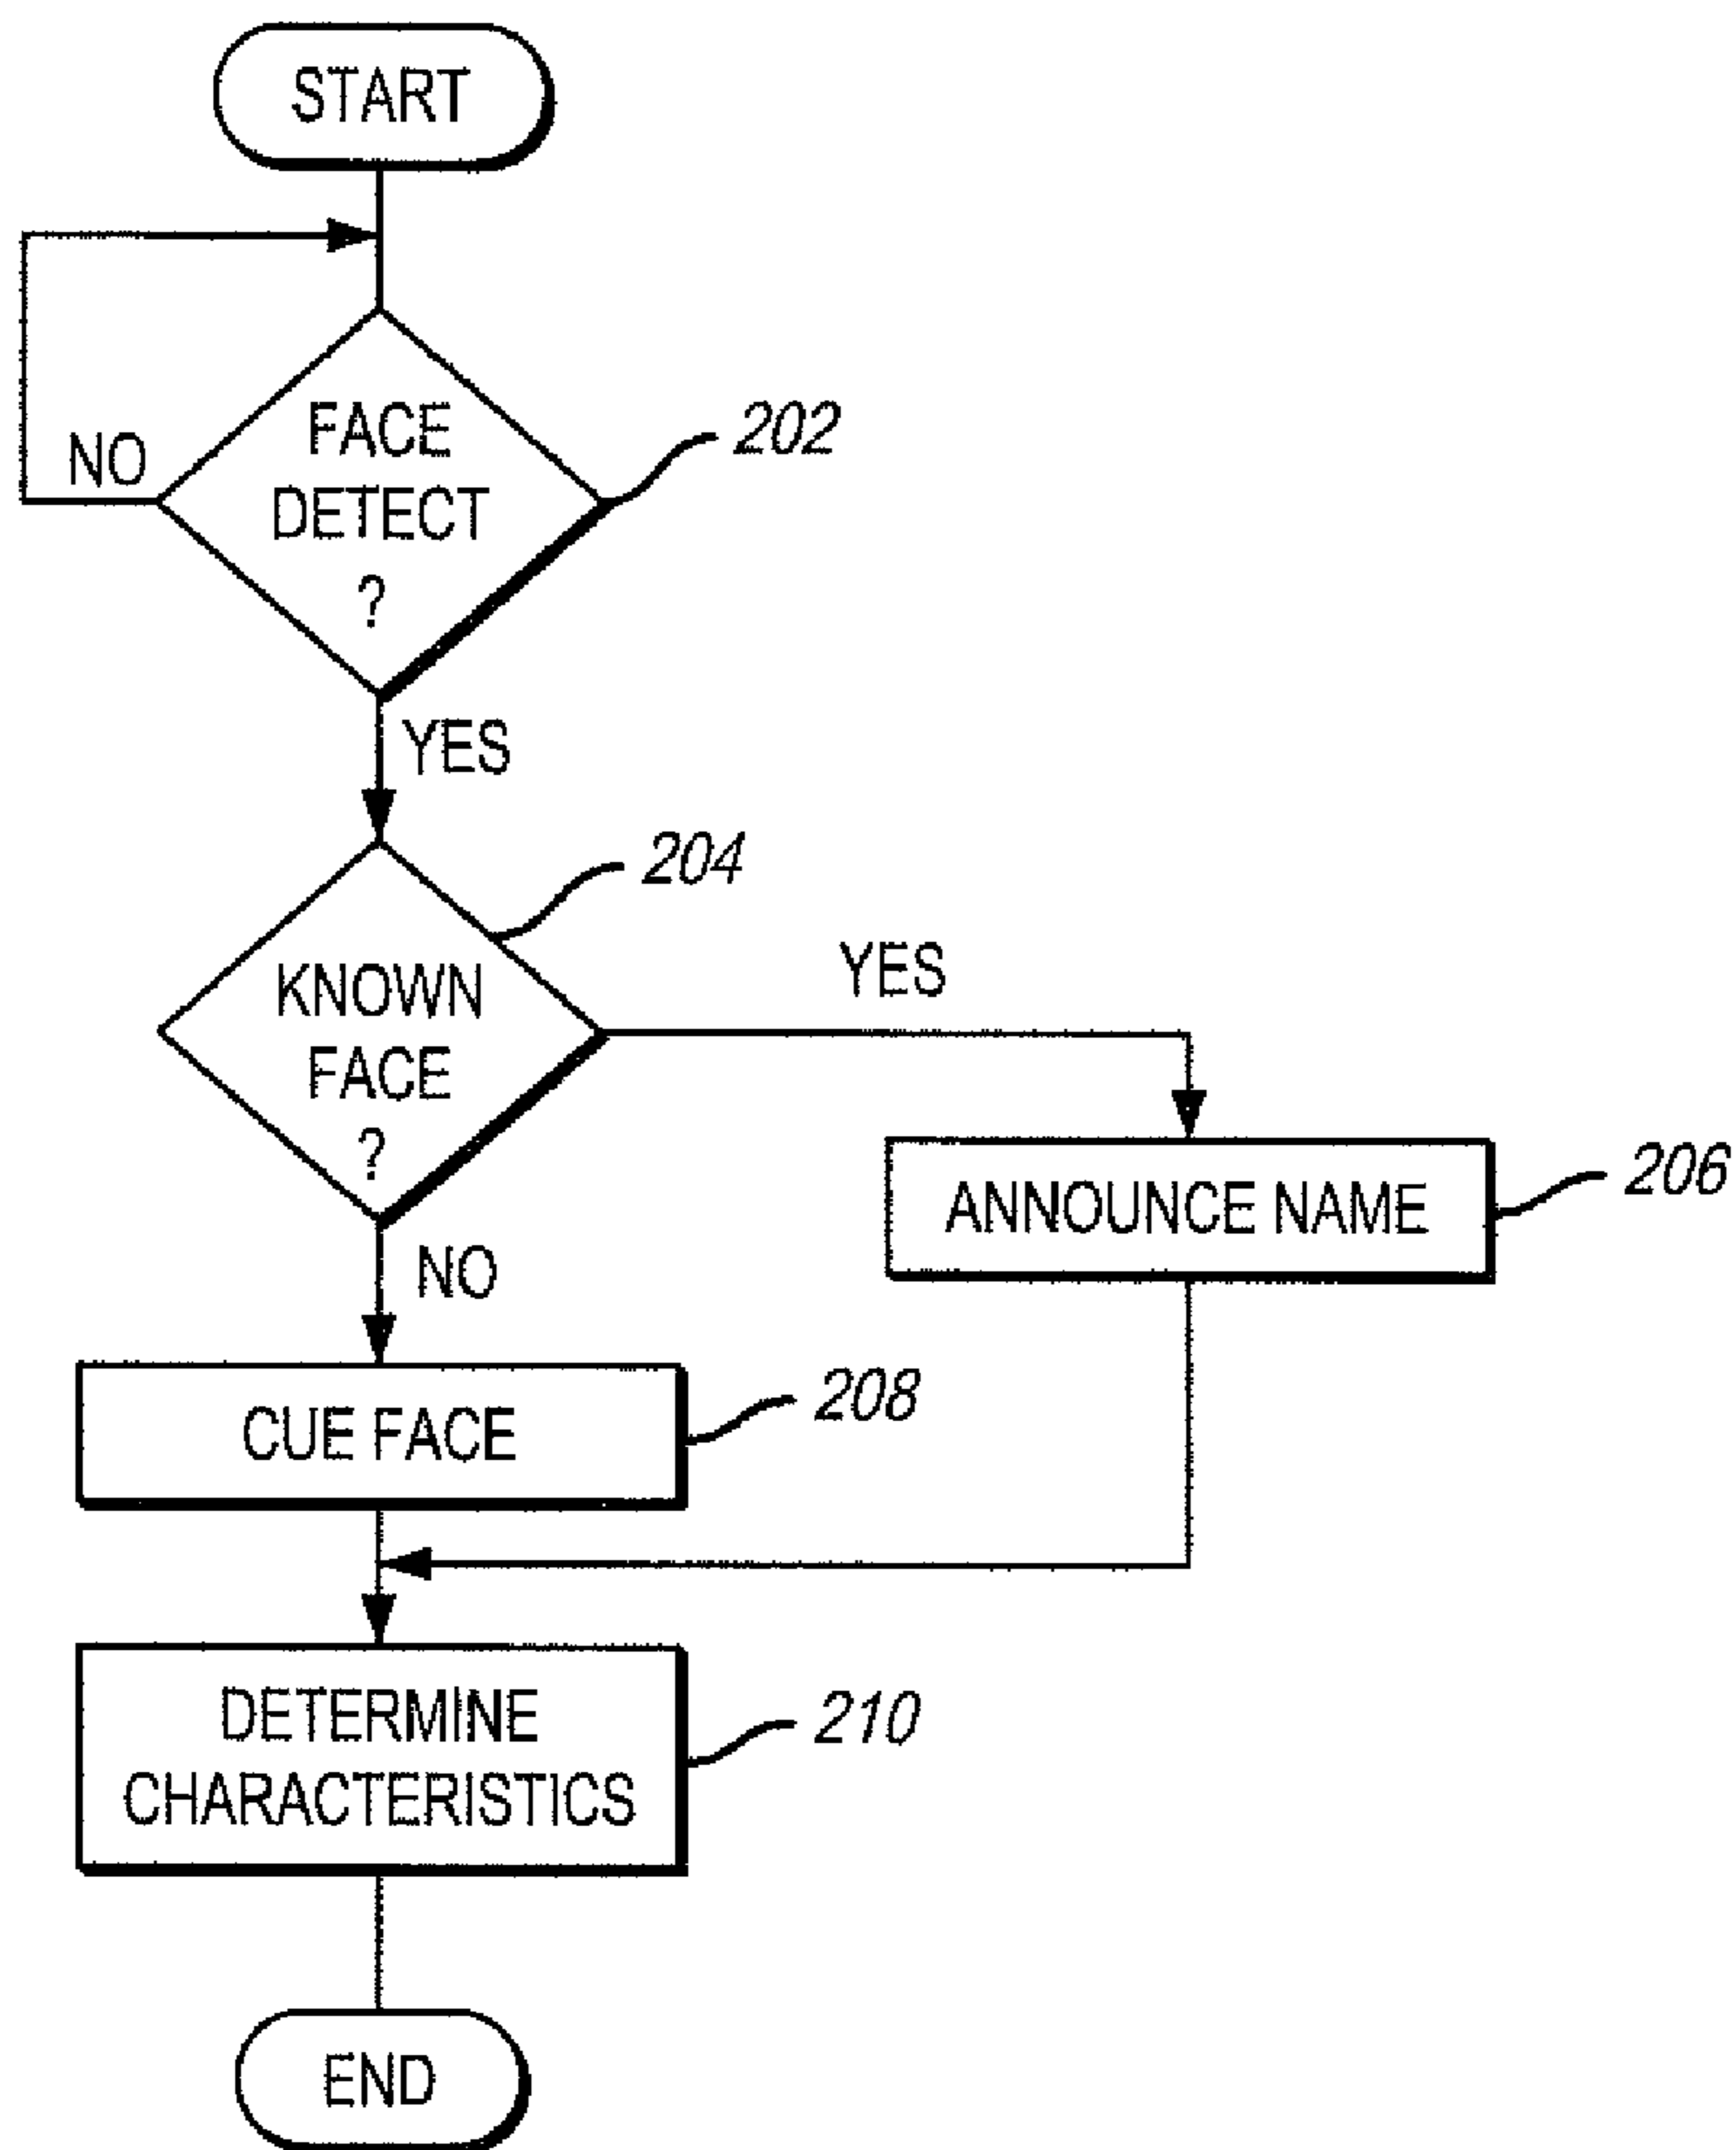 START
FACE
DETECT
?
202
NO
YES
204
KNOWN
FACE
?
YES
ANNOUNCE NAME
206
NO
CUE FACE
208
DETERMINE
CHARACTERISTICS
210
END